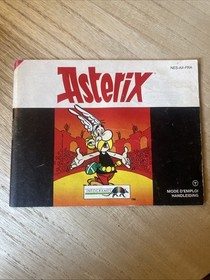 NES-AX-FRA
Asterix
INFOGRAMES
MODE D'EMPLOI
HANDLEIDING